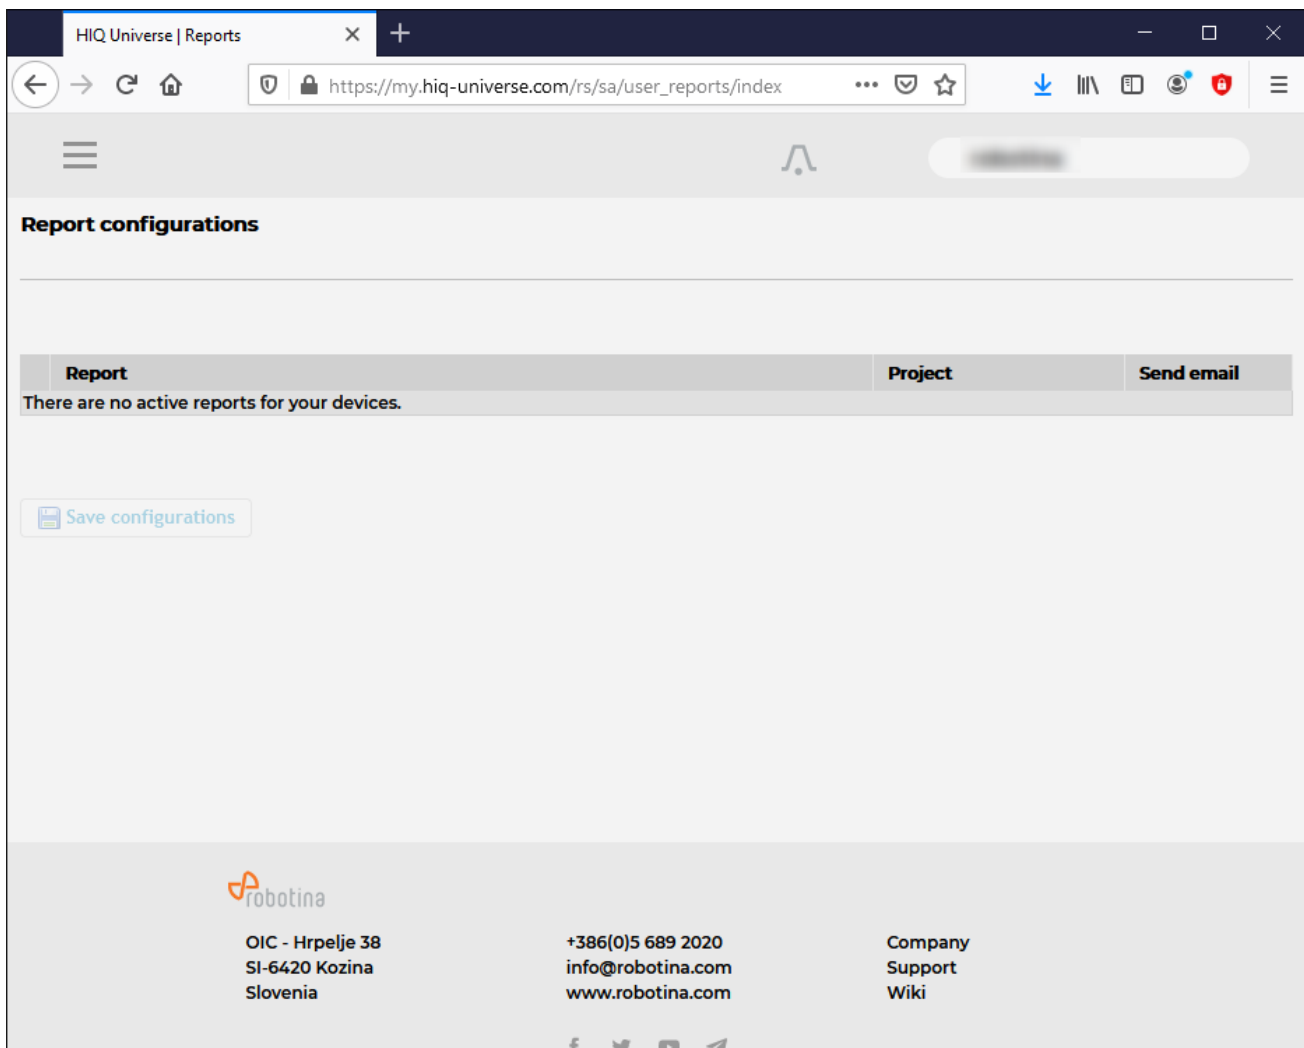 HIQ Universe | Reports
https://my.hiq-universe.com/rs/sa/user_reports/index
Report configurations
Report Project Send email
There are no active reports for your devices.
Save configurations
robotina
OIC - Hrpelje 38
SI-6420 Kozina
Slovenia
+386(0)5 689 2020
info@robotina.com
www.robotina.com
Company
Support
Wiki